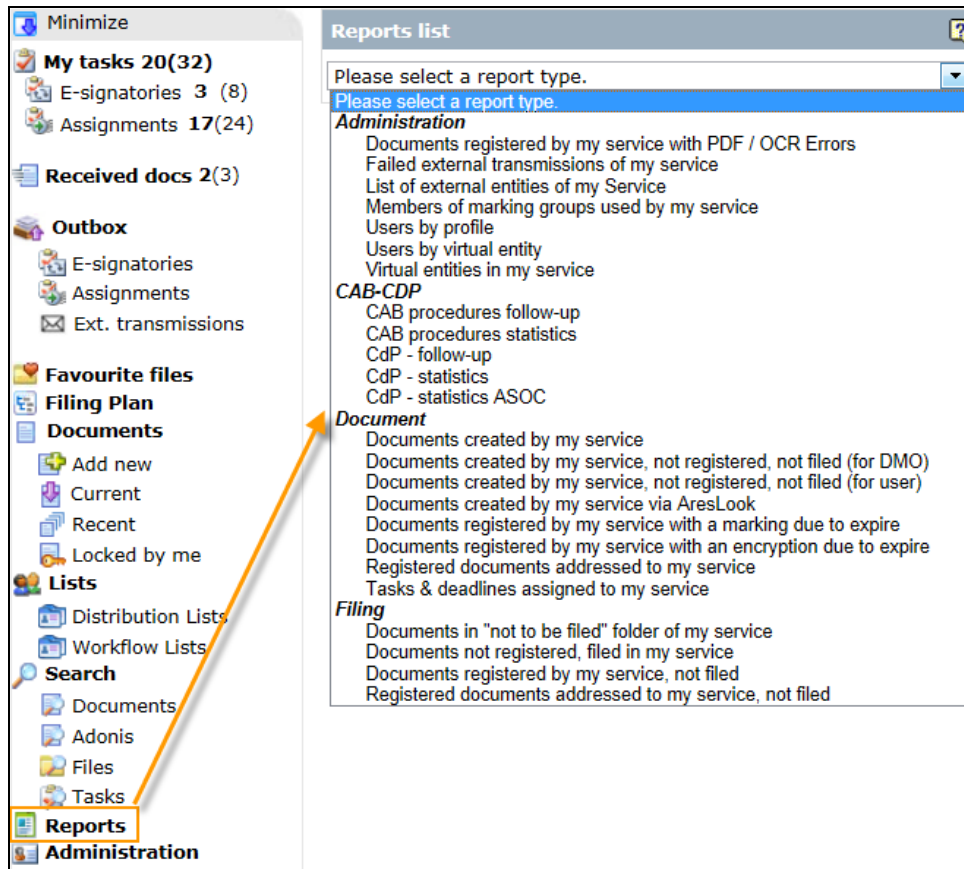 Minimize
My tasks 20(32)
E-signatories 3 (8)
Assignments 17(24)
Received docs 2(3)
Outbox
E-signatories
Assignments
Ext. transmissions
Favourite files
Filing Plan
Documents
Add new
Current
Recent
Locked by me
Lists
Distribution Lists
Workflow Lists
Search
Documents
Adonis
Files
Tasks
Reports
Administration
Reports list
?
Please select a report type.
Please select a report type.
Administration
Documents registered by my service with PDF / OCR Errors
Failed external transmissions of my service
List of external entities of my Service
Members of marking groups used by my service
Users by profile
Users by virtual entity
Virtual entities in my service
CAB-CDP
CAB procedures follow-up
CAB procedures statistics
CdP - follow-up
CdP - statistics
CdP - statistics ASOC
Document
Documents created by my service
Documents created by my service, not registered, not filed (for DMO)
Documents created by my service, not registered, not filed (for user)
Documents created by my service via AresLook
Documents registered by my service with a marking due to expire
Documents registered by my service with an encryption due to expire
Registered documents addressed to my service
Tasks & deadlines assigned to my service
Filing
Documents in "not to be filed" folder of my service
Documents not registered, filed in my service
Documents registered by my service, not filed
Registered documents addressed to my service, not filed